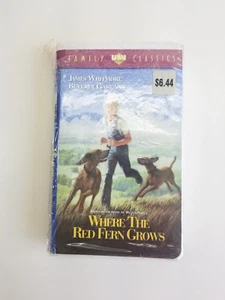 FAMILY CLASSICS
JAMES WHITMORE
BEVERLY GARLAND
$6.44
WHERE THE
RED FERN GROWS